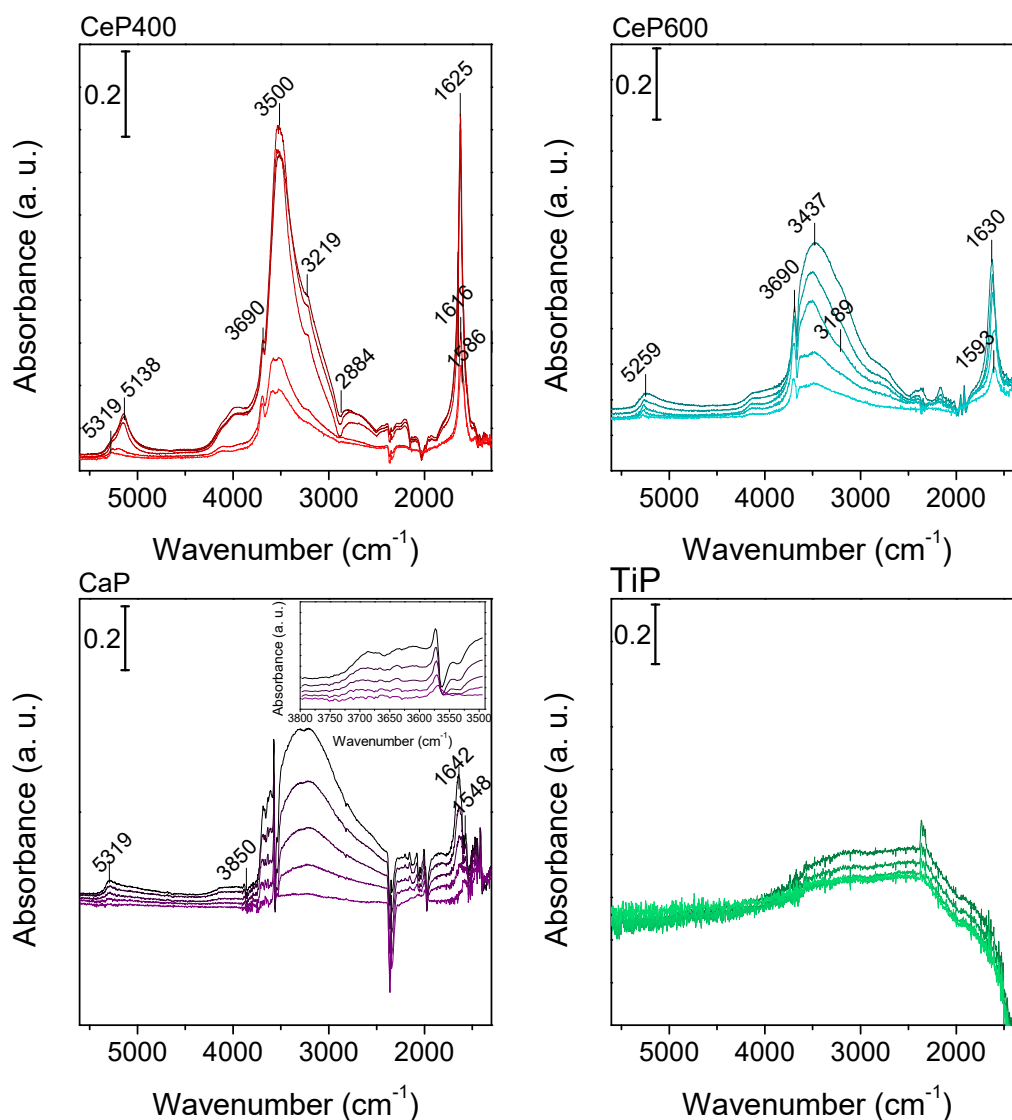 CeP400
0.2
3500
1625
3219
3690
1616
1586
2884
5138
5319
Absorbance (a. u.)
5000 4000 3000 2000
Wavenumber (cm⁻¹)
CeP600
0.2
3437
1630
3690
3189
1593
5259
Absorbance (a. u.)
5000 4000 3000 2000
Wavenumber (cm⁻¹)
CaP
0.2
Absorbance (a. u.)
3800 3750 3700 3650 3600 3550 3500
Wavenumber (cm⁻¹)
1642
1548
5319
3850
Absorbance (a. u.)
5000 4000 3000 2000
Wavenumber (cm⁻¹)
TiP
0.2
Absorbance (a. u.)
5000 4000 3000 2000
Wavenumber (cm⁻¹)